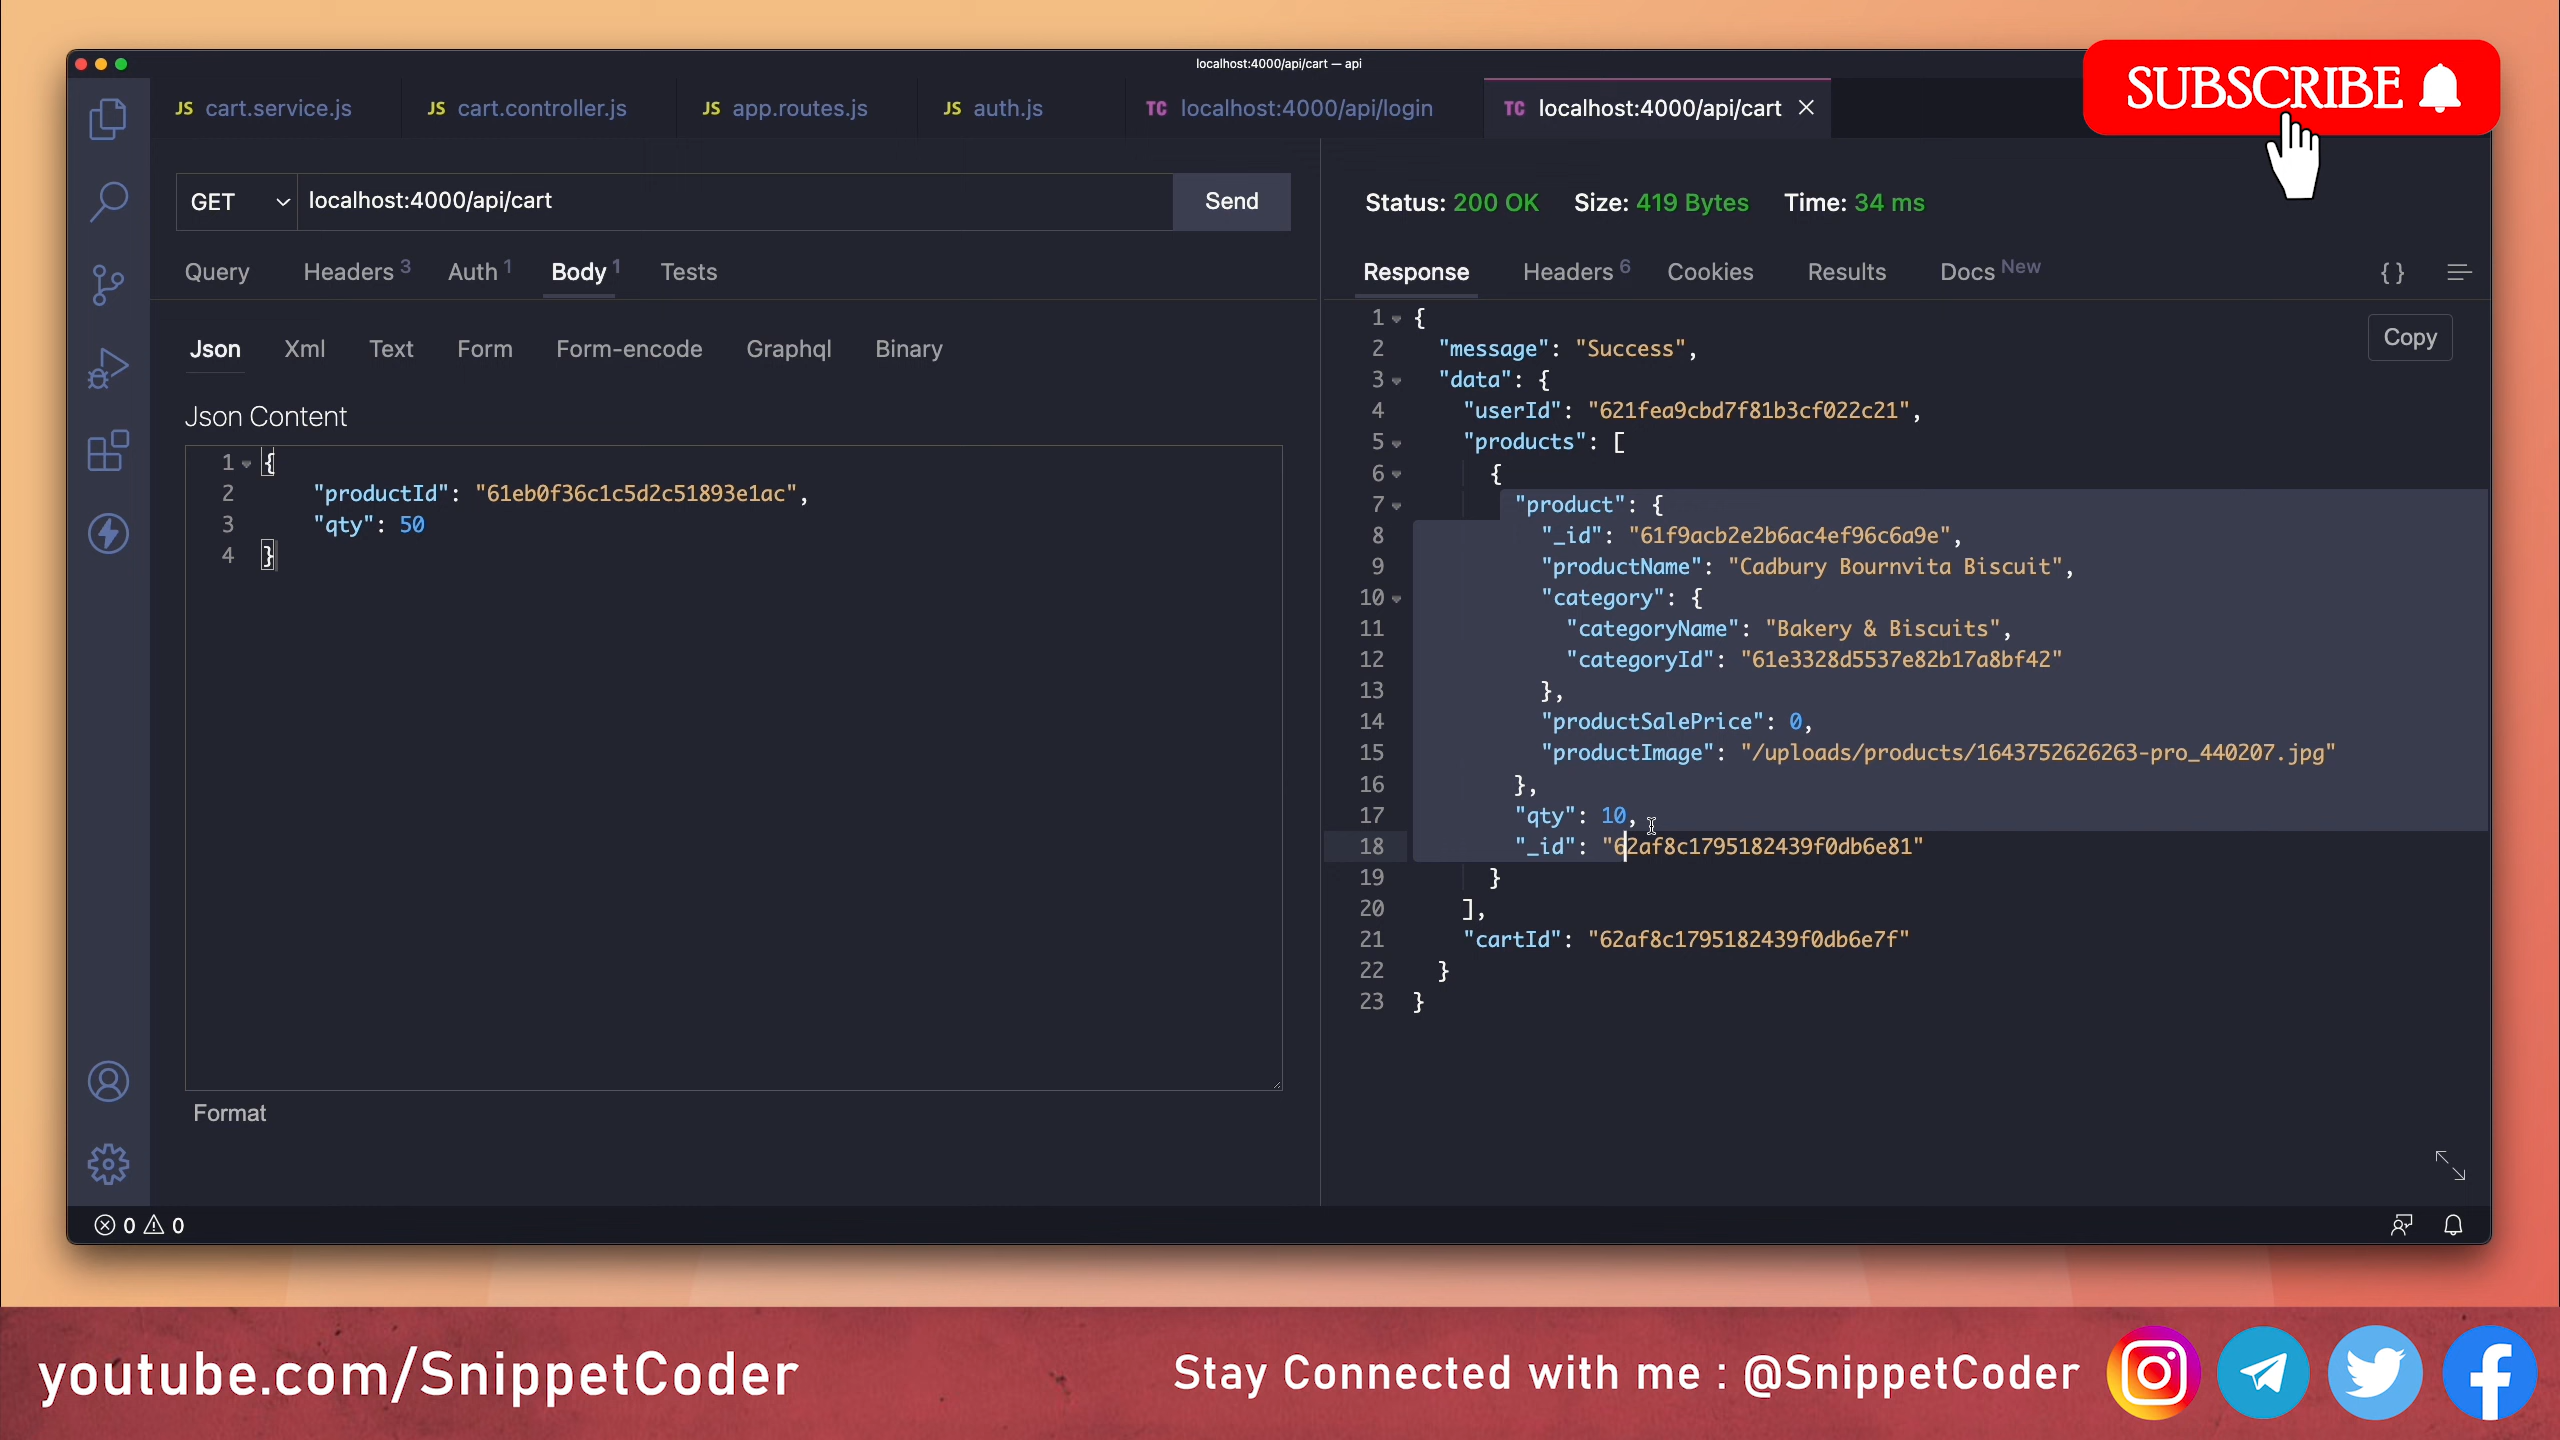 localhost:4000/api/cart — api
SUBSCRIBE
JS cart.service.js
JS cart.controller.js
JS app.routes.js
JS auth.js
TC localhost:4000/api/login
TC localhost:4000/api/cart
GET localhost:4000/api/cart Send
Query Headers 3 Auth 1 Body 1 Tests
Json Xml Text Form Form-encode Graphql Binary
Json Content
1 {
2 "productId": "61eb0f36c1c5d2c51893e1ac",
3 "qty": 50
4 }
Format
Status: 200 OK Size: 419 Bytes Time: 34 ms
Response Headers 6 Cookies Results Docs New { }
Copy
1 {
2 "message": "Success",
3 "data": {
4 "userId": "621fea9cbd7f81b3cf022c21",
5 "products": [
6 {
7 "product": {
8 "_id": "61f9acb2e2b6ac4ef96c6a9e",
9 "productName": "Cadbury Bournvita Biscuit",
10 "category": {
11 "categoryName": "Bakery & Biscuits",
12 "categoryId": "61e3328d5537e82b17a8bf42"
13 },
14 "productSalePrice": 0,
15 "productImage": "/uploads/products/1643752626263-pro_440207.jpg"
16 },
17 "qty": 10,
18 "_id": "62af8c1795182439f0db6e81"
19 }
20 ],
21 "cartId": "62af8c1795182439f0db6e7f"
22 }
23 }
0 0
youtube.com/SnippetCoder
Stay Connected with me : @SnippetCoder